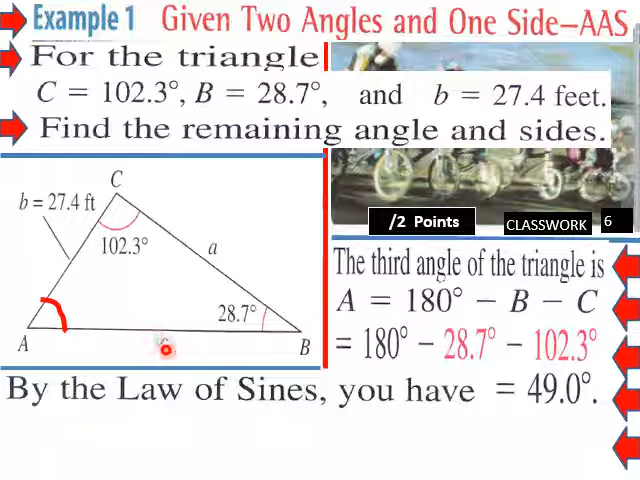 Example 1 Given Two Angles and One Side–AAS
For the triangle
C = 102.3°, B = 28.7°, and b = 27.4 feet.
Find the remaining angle and sides.
C
b = 27.4 ft
102.3°
a
28.7°
A
B
/2 Points
CLASSWORK 6
The third angle of the triangle is
A = 180° − B − C
= 180° − 28.7° − 102.3°
= 49.0°.
By the Law of Sines, you have